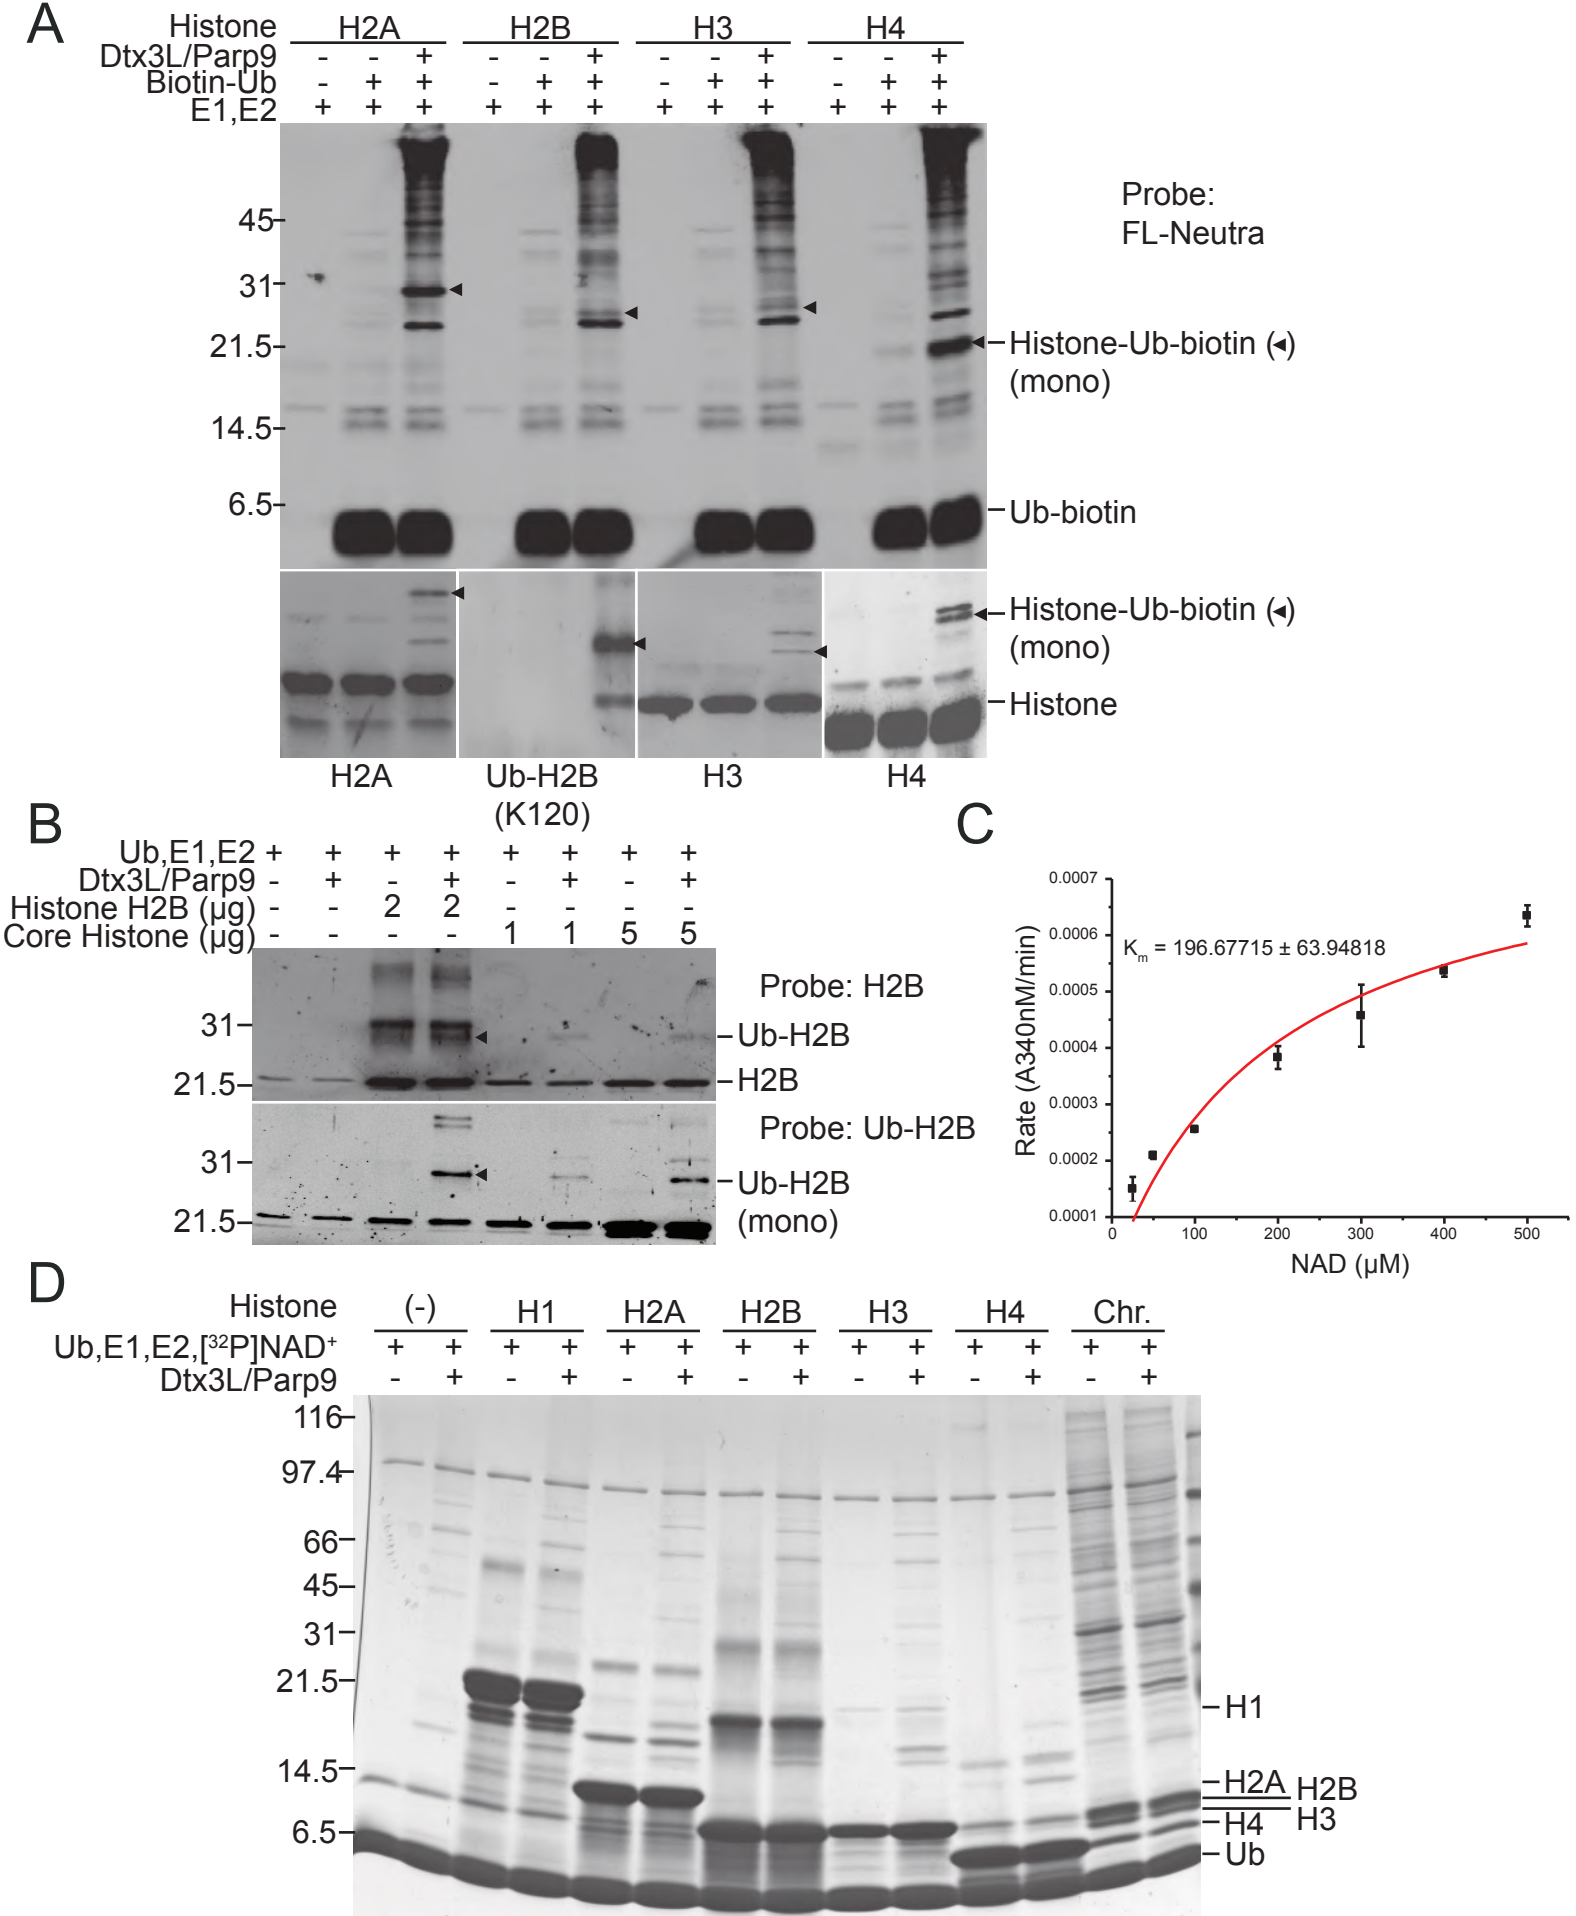 A
Histone H2A H2B H3 H4
Dtx3L/Parp9 - - + - - + - - + - - +
Biotin-Ub - + + - + + - + + - + +
E1,E2 + + + + + + + + + + + +
Probe:
FL-Neutra
45
31
21.5
14.5
6.5
Histone-Ub-biotin (◄)
(mono)
Ub-biotin
Histone-Ub-biotin (◄)
(mono)
Histone
H2A Ub-H2B H3 H4
(K120)
B
Ub,E1,E2 + + + + + + + +
Dtx3L/Parp9 - + - + - + - +
Histone H2B (µg) - - 2 2 - - - -
Core Histone (µg) - - - - 1 1 5 5
Probe: H2B
31
Ub-H2B
21.5
H2B
Probe: Ub-H2B
31
Ub-H2B
(mono)
21.5
C
0.0007
0.0006
0.0005
0.0004
0.0003
0.0002
0.0001
Rate (A340nM/min)
Km = 196.67715 ± 63.94818
0 100 200 300 400 500
NAD (µM)
D
Histone (-) H1 H2A H2B H3 H4 Chr.
Ub,E1,E2,[³²P]NAD⁺ + + + + + + + + + + + + + +
Dtx3L/Parp9 - + - + - + - + - + - + - +
116
97.4
66
45
31
21.5
14.5
6.5
H1
H2A H2B
H4 H3
Ub